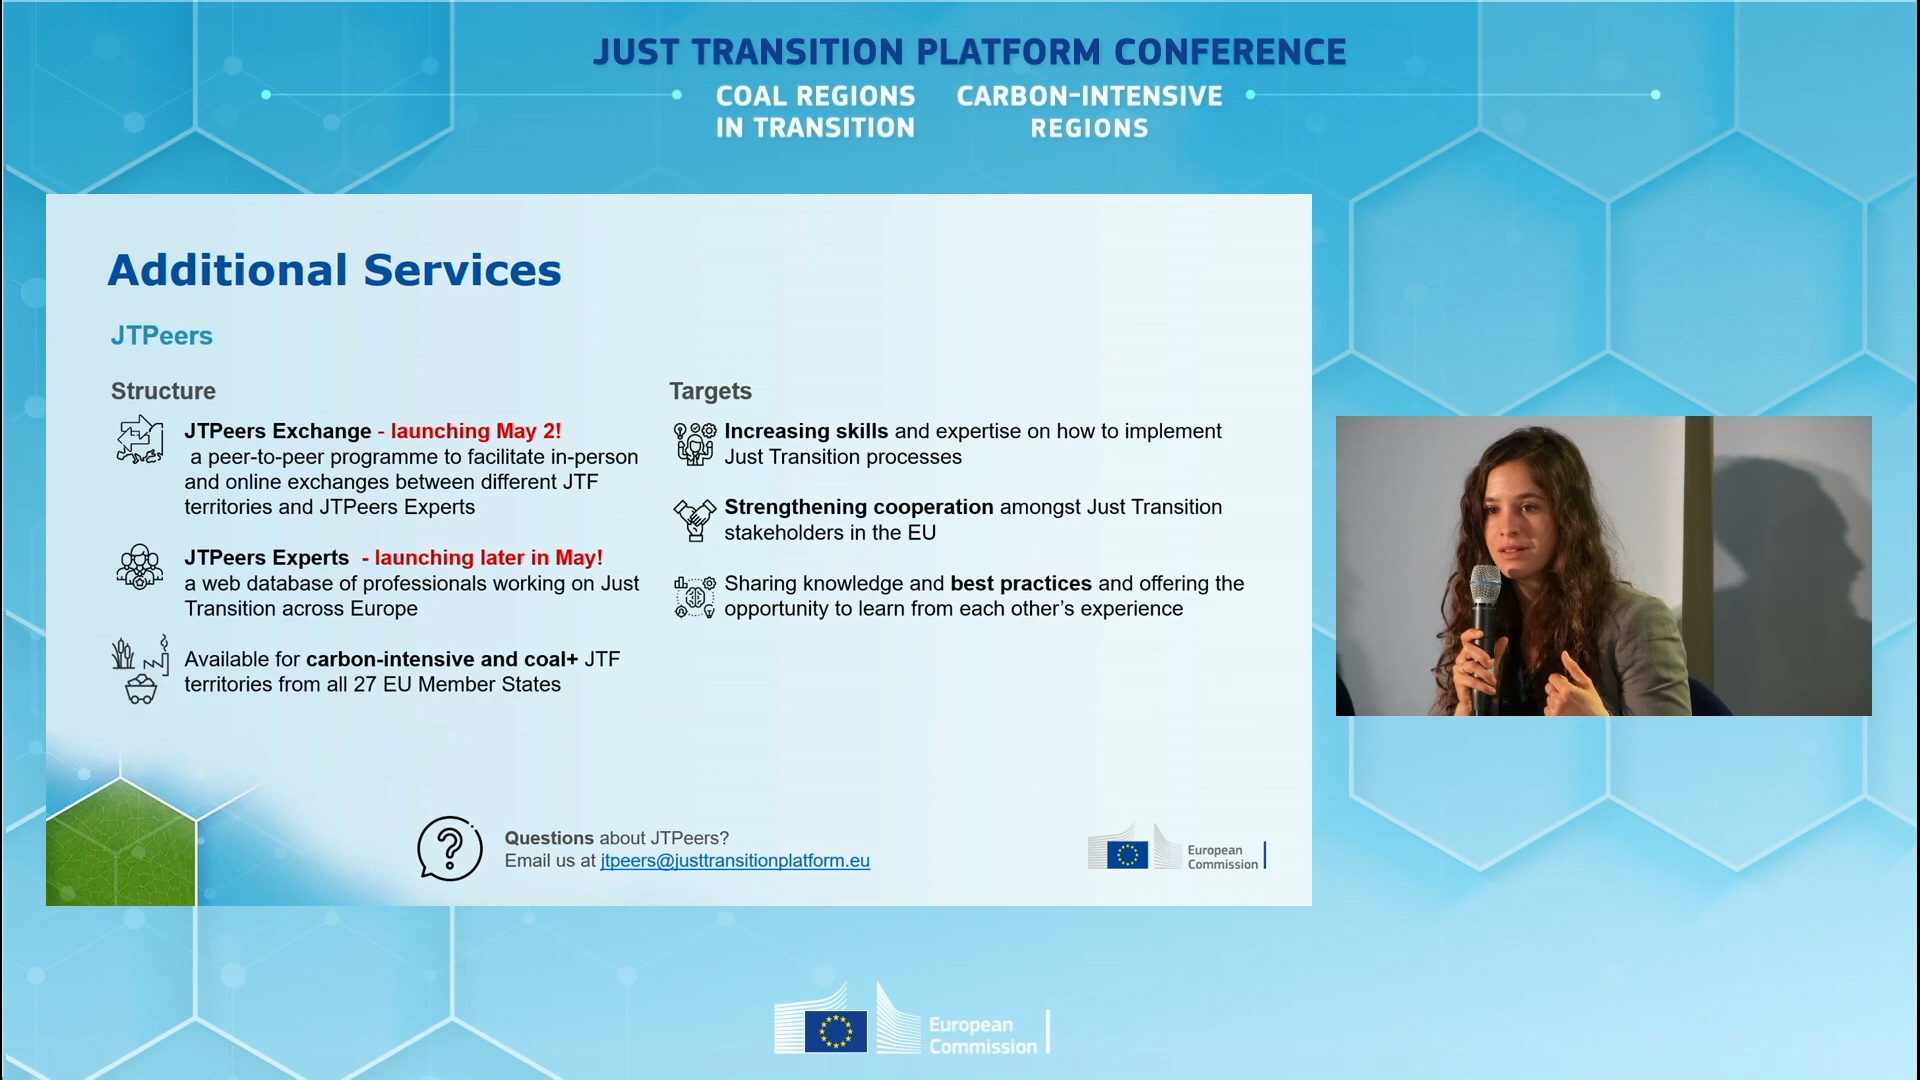 JUST TRANSITION PLATFORM CONFERENCE
COAL REGIONS
IN TRANSITION
CARBON-INTENSIVE
REGIONS
Additional Services
JTPeers
Structure
JTPeers Exchange - launching May 2!
a peer-to-peer programme to facilitate in-person
and online exchanges between different JTF
territories and JTPeers Experts
JTPeers Experts - launching later in May!
a web database of professionals working on Just
Transition across Europe
Available for carbon-intensive and coal+ JTF
territories from all 27 EU Member States
Targets
Increasing skills and expertise on how to implement
Just Transition processes
Strengthening cooperation amongst Just Transition
stakeholders in the EU
Sharing knowledge and best practices and offering the
opportunity to learn from each other’s experience
Questions about JTPeers?
Email us at jtpeers@justtransitionplatform.eu
European
Commission
European
Commission